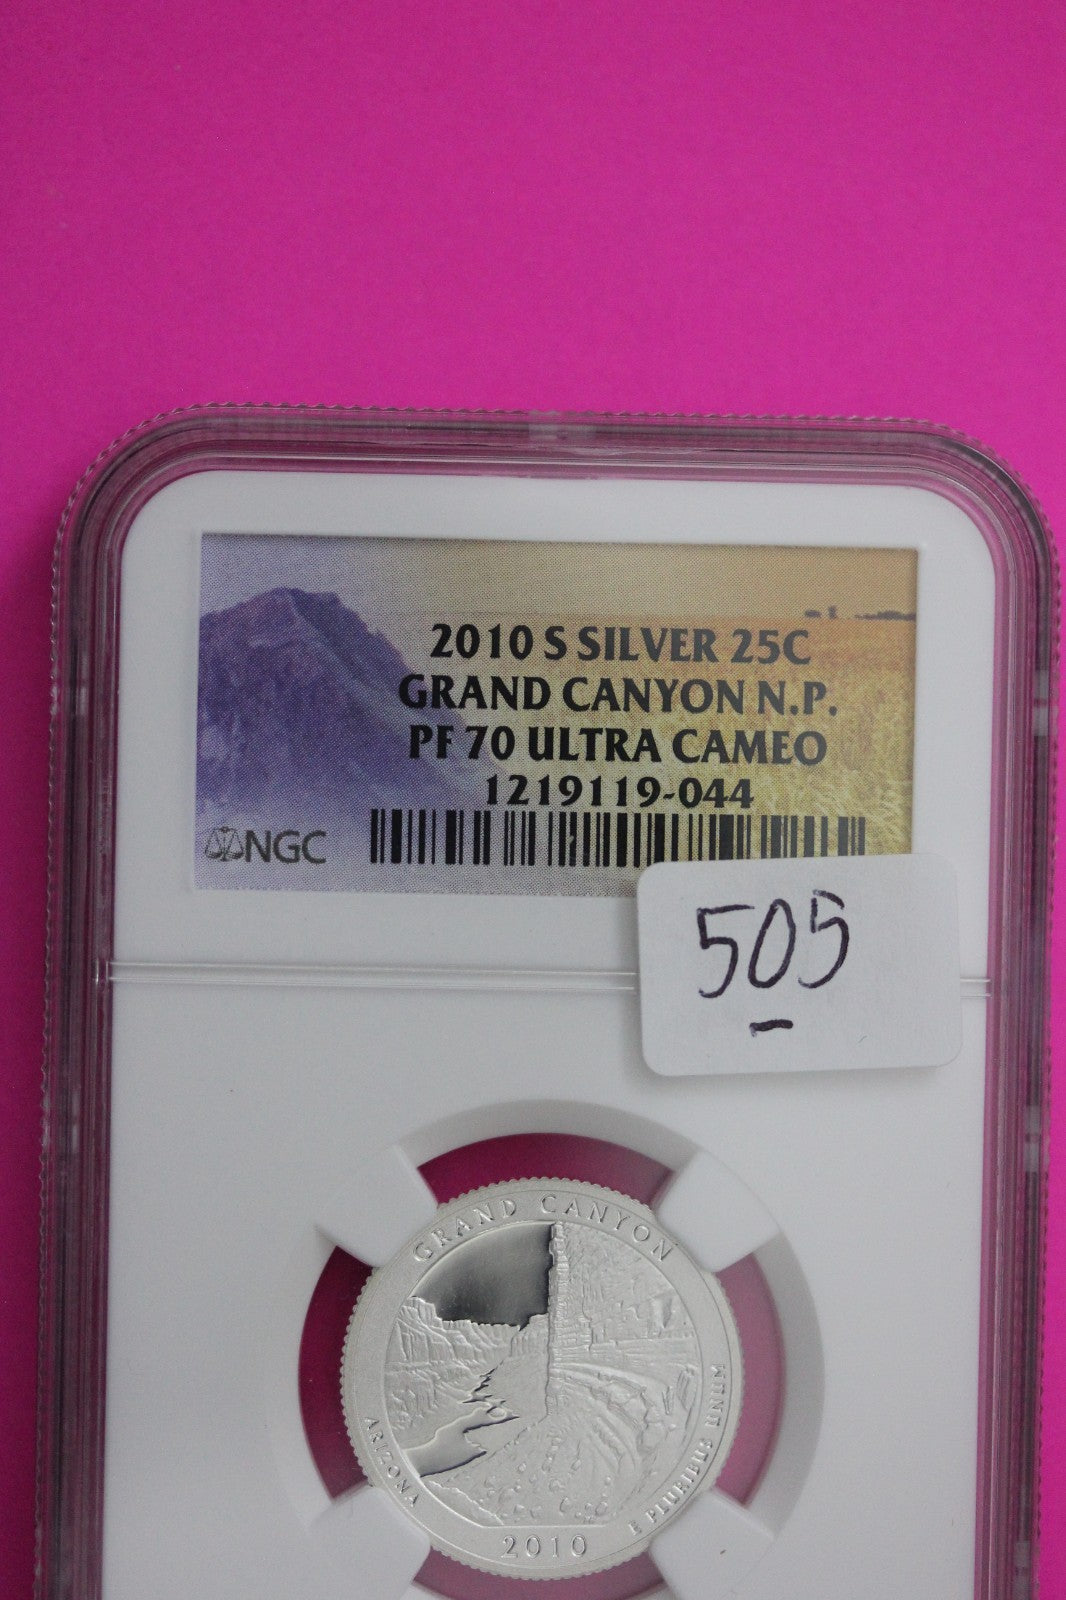 2010 S SILVER 25C
GRAND CANYON N.P.
PF 70 ULTRA CAMEO
1219119-044
NGC
505
GRAND CANYON
ARIZONA
E PLURIBUS UNUM
2010